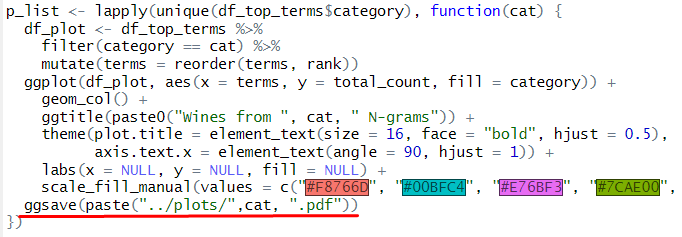 p_list <- lapply(unique(df_top_terms$category), function(cat) {
df_plot <- df_top_terms %>%
filter(category == cat) %>%
mutate(terms = reorder(terms, rank))
ggplot(df_plot, aes(x = terms, y = total_count, fill = category)) +
geom_col() +
ggtitle(paste0("Wines from ", cat, " N-grams")) +
theme(plot.title = element_text(size = 16, face = "bold", hjust = 0.5),
axis.text.x = element_text(angle = 90, hjust = 1)) +
labs(x = NULL, y = NULL, fill = NULL) +
scale_fill_manual(values = c("#F8766D", "#00BFC4", "#E76BF3", "#7CAE00",
ggsave(paste("../plots/",cat, ".pdf"))
})